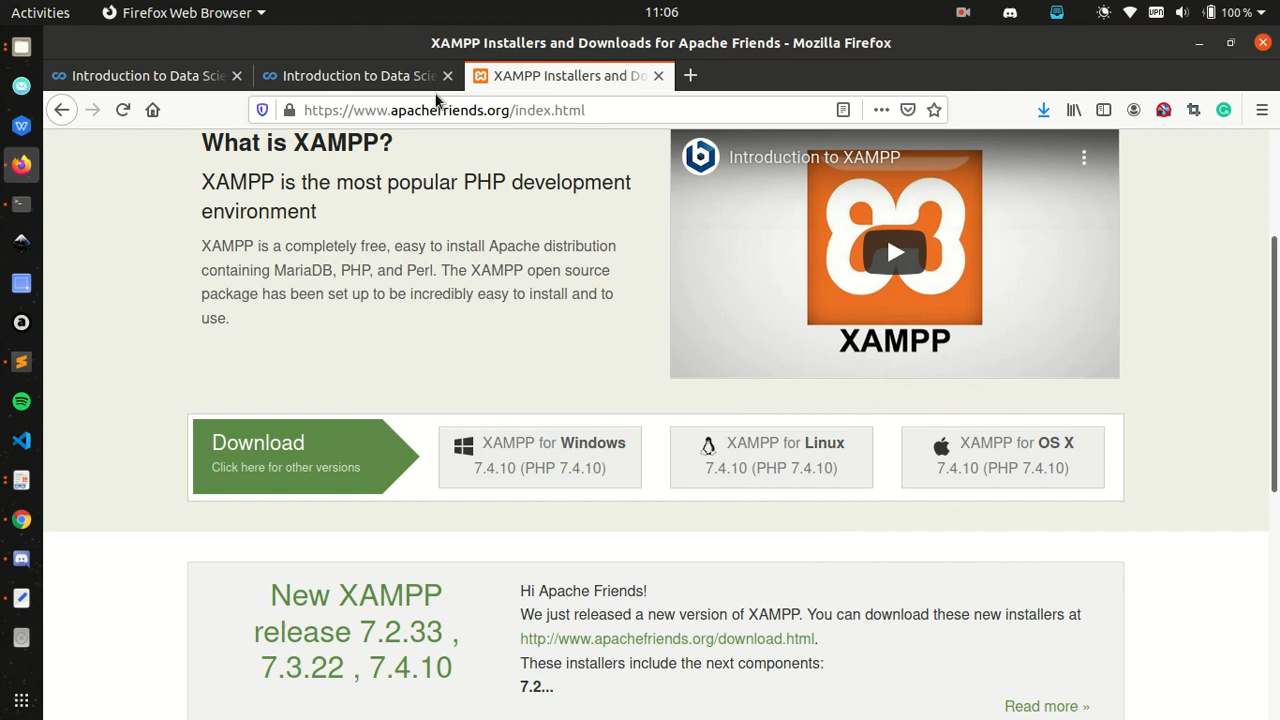 Activities
Firefox Web Browser
11:06
100 %
XAMPP Installers and Downloads for Apache Friends - Mozilla Firefox
Introduction to Data Scie
Introduction to Data Scie
XAMPP Installers and Do
https://www.apachefriends.org/index.html
What is XAMPP?
XAMPP is the most popular PHP development
environment
XAMPP is a completely free, easy to install Apache distribution
containing MariaDB, PHP, and Perl. The XAMPP open source
package has been set up to be incredibly easy to install and to
use.
Introduction to XAMPP
XAMPP
Download
Click here for other versions
XAMPP for Windows
7.4.10 (PHP 7.4.10)
XAMPP for Linux
7.4.10 (PHP 7.4.10)
XAMPP for OS X
7.4.10 (PHP 7.4.10)
New XAMPP
release 7.2.33 ,
7.3.22 , 7.4.10
Hi Apache Friends!
We just released a new version of XAMPP. You can download these new installers at
http://www.apachefriends.org/download.html.
These installers include the next components:
7.2...
Read more »